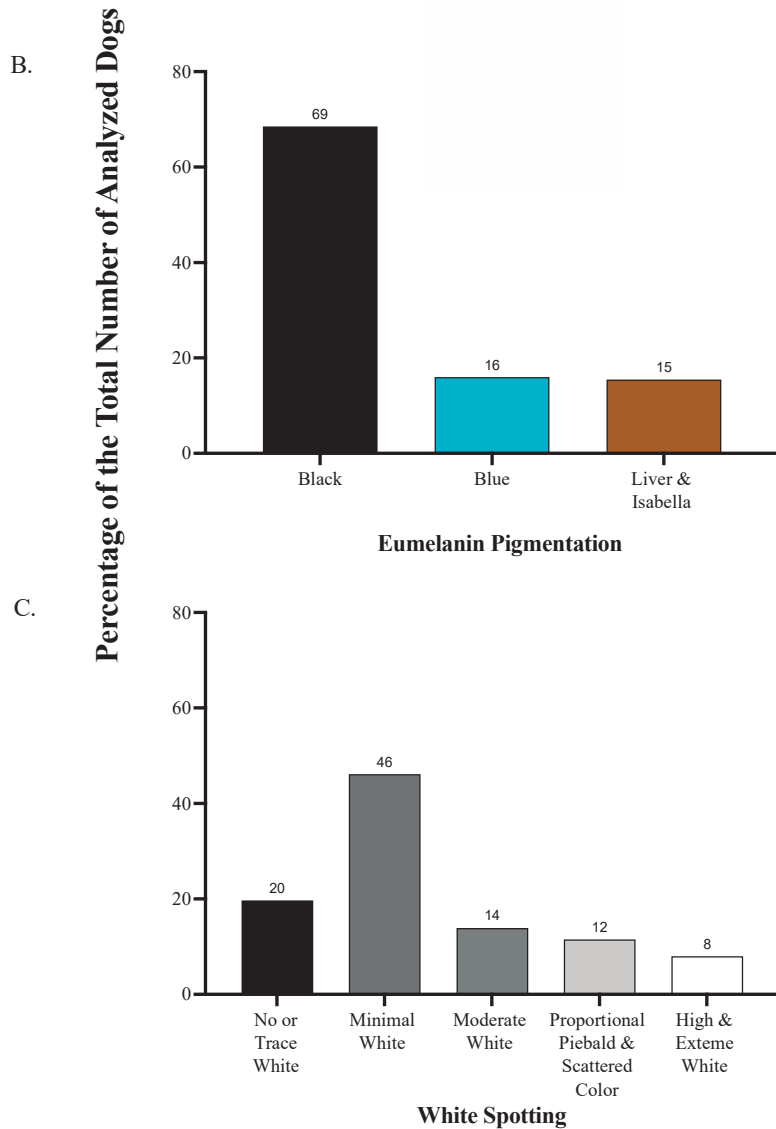 Percentage of the Total Number of Analyzed Dogs
B.
80
60
40
20
0
69
16
15
Black
Blue
Liver &
Isabella
Eumelanin Pigmentation
C.
80
60
40
20
0
20
46
14
12
8
No or
Trace
White
Minimal
White
Moderate
White
Proportional
Piebald &
Scattered
Color
High &
Exteme
White
White Spotting